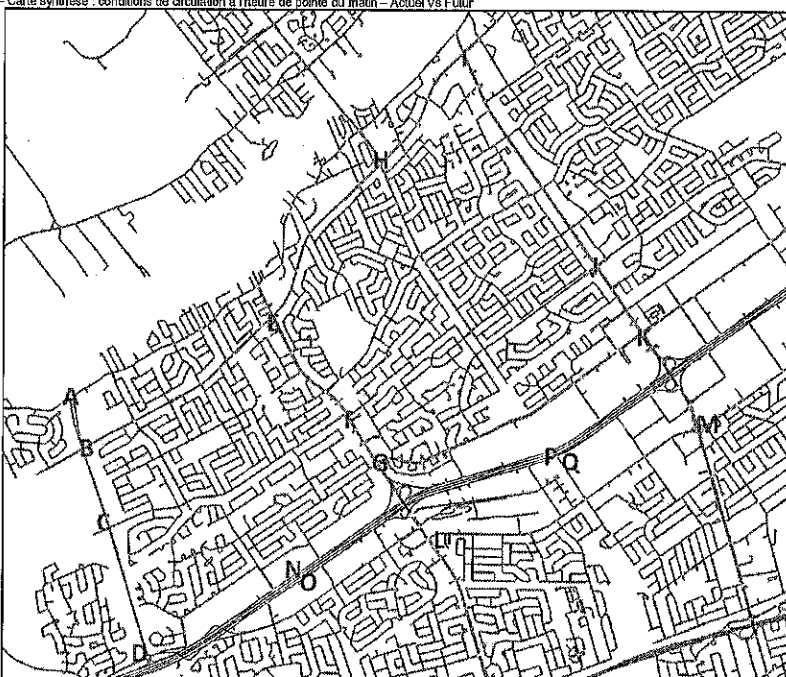 – Carte synthèse : conditions de circulation à l'heure de pointe du matin – Actuel vs Futur
I
H
J
E
K
A
F
M
B
G
P Q
C
L
N
O
D